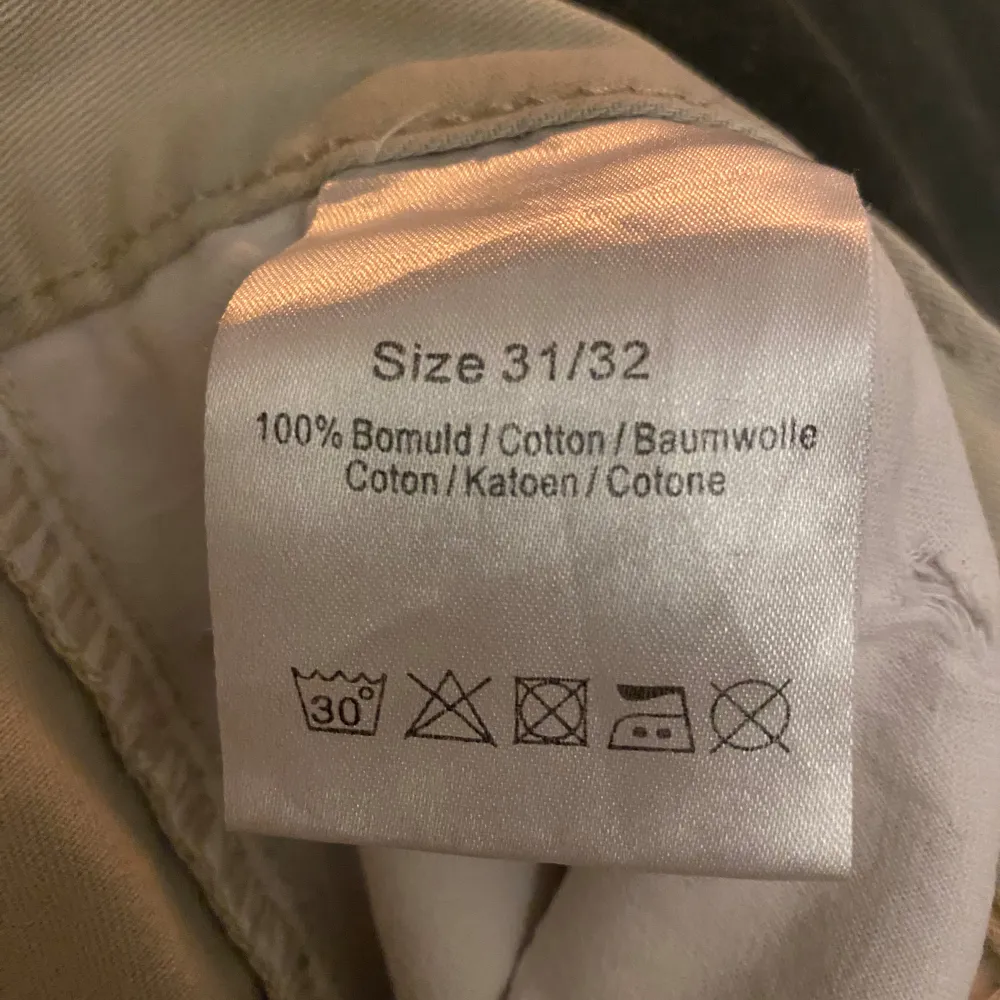 Size 31/32
100% Bomuld / Cotton / Baumwolle
Coton / Katoen / Cotone
30°